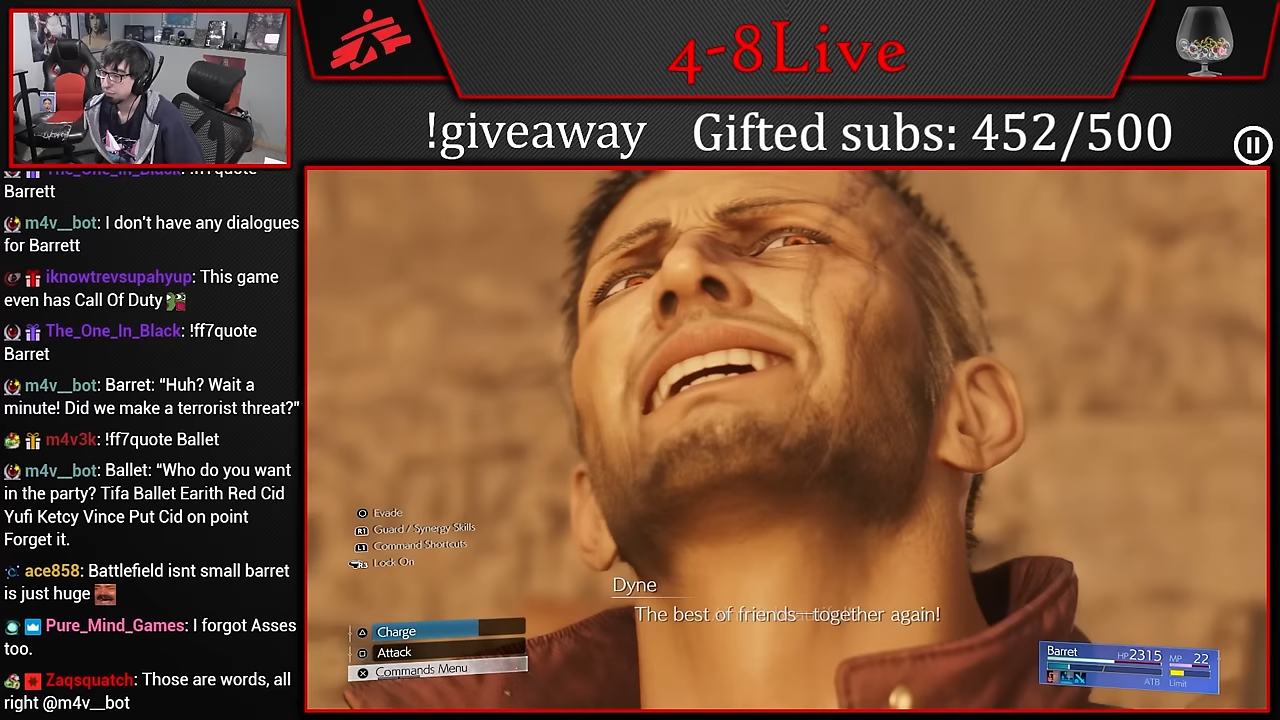 4-8Live
!giveaway Gifted subs: 452/500
The_One_In_Black: !ff7quote
Barrett
m4v__bot: I don't have any dialogues
for Barrett
iknowtrevsupahyup: This game
even has Call Of Duty
The_One_In_Black: !ff7quote
Barret
m4v__bot: Barret: “Huh? Wait a
minute! Did we make a terrorist threat?”
m4v3k: !ff7quote Ballet
m4v__bot: Ballet: “Who do you want
in the party? Tifa Ballet Earith Red Cid
Yufi Ketcy Vince Put Cid on point
Forget it.
ace858: Battlefield isnt small barret
is just huge
Pure_Mind_Games: I forgot Asses
too.
Zaqsquatch: Those are words, all
right @m4v__bot
Evade
R1 Guard / Synergy Skills
L1 Command Shortcuts
R3 Lock On
Dyne
The best of friends—together again!
Charge
Attack
Commands Menu
Barret HP 2315 MP 22
ATB Limit